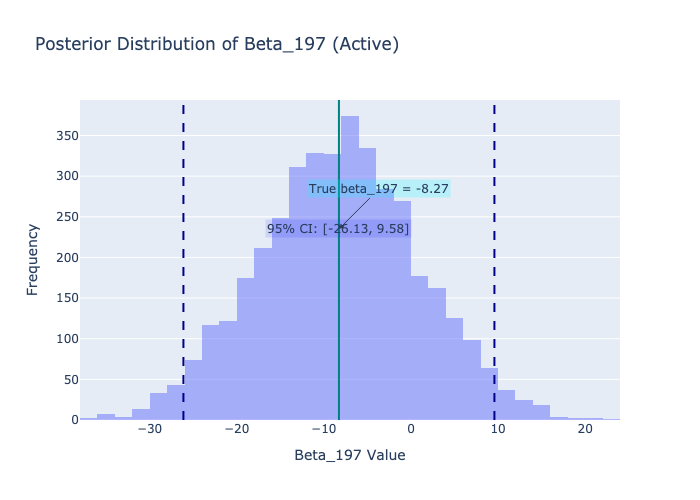 Posterior Distribution of Beta_197 (Active)
350
300
250
200
150
100
50
0
Frequency
True beta_197 = -8.27
95% CI: [-26.13, 9.58]
−30
−20
−10
0
10
20
Beta_197 Value